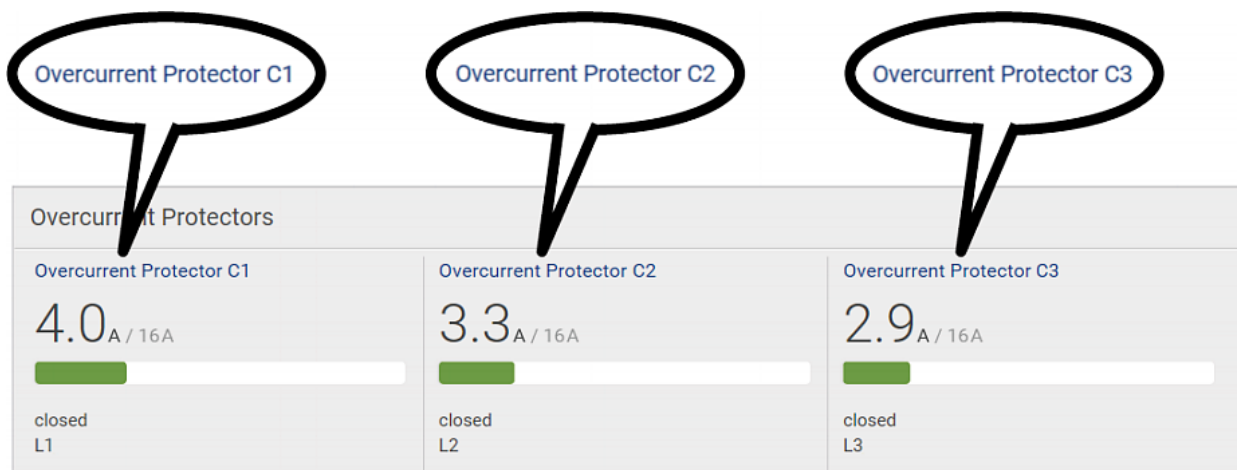 Overcurrent Protector C1
Overcurrent Protector C2
Overcurrent Protector C3
Overcurrent Protectors
Overcurrent Protector C1
4.0A / 16A
closed
L1
Overcurrent Protector C2
3.3A / 16A
closed
L2
Overcurrent Protector C3
2.9A / 16A
closed
L3